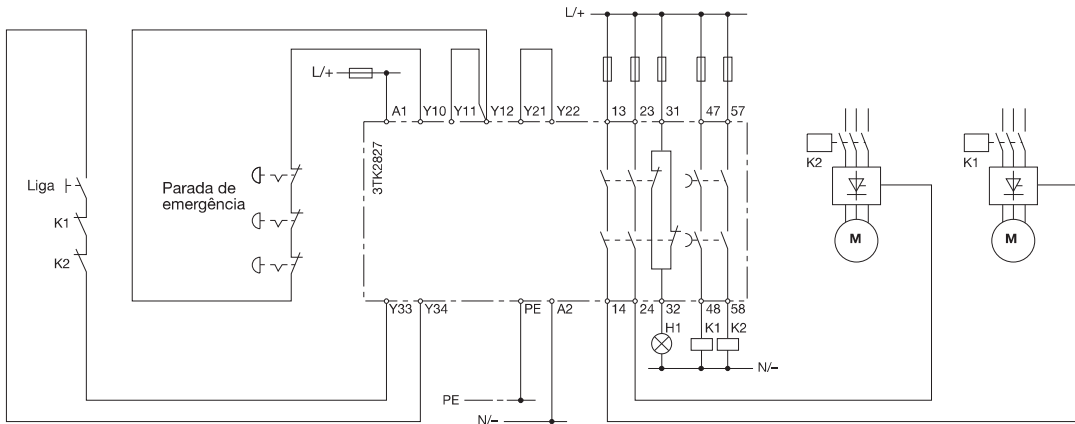 L/+
L/+
A1 Y10 Y11 Y12 Y21 Y22 13 23 31 47 57
3TK2827
Liga
K1
K2
Parada de
emergência
K2
K1
M
M
Y33 Y34 PE A2 14 24 32 48 58
H1 K1 K2
N/–
PE
N/–